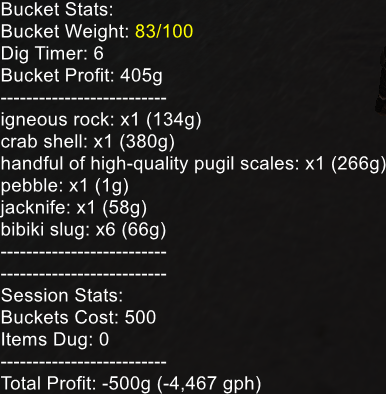 Bucket Stats:
Bucket Weight: 83/100
Dig Timer: 6
Bucket Profit: 405g
--------------------------
igneous rock: x1 (134g)
crab shell: x1 (380g)
handful of high-quality pugil scales: x1 (266g)
pebble: x1 (1g)
jacknife: x1 (58g)
bibiki slug: x6 (66g)
--------------------------
--------------------------
Session Stats:
Buckets Cost: 500
Items Dug: 0
--------------------------
Total Profit: -500g (-4,467 gph)